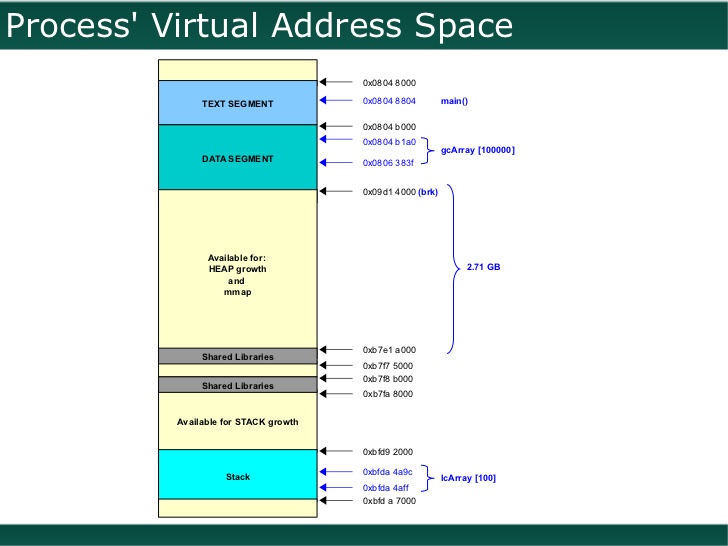 Process' Virtual Address Space
0x0804 8000
TEXT SEGMENT
0x0804 8804 main()
0x0804 b000
0x0804 b1a0
gcArray [100000]
DATA SEGMENT
0x0806 383f
0x09d1 4000 (brk)
Available for:
HEAP growth
and
mmap
2.71 GB
0xb7e1 a000
Shared Libraries
0xb7f7 5000
0xb7f8 b000
Shared Libraries
0xb7fa 8000
Available for STACK growth
0xbfd9 2000
0xbfda 4a9c
Stack
lcArray [100]
0xbfda 4aff
0xbfd a 7000